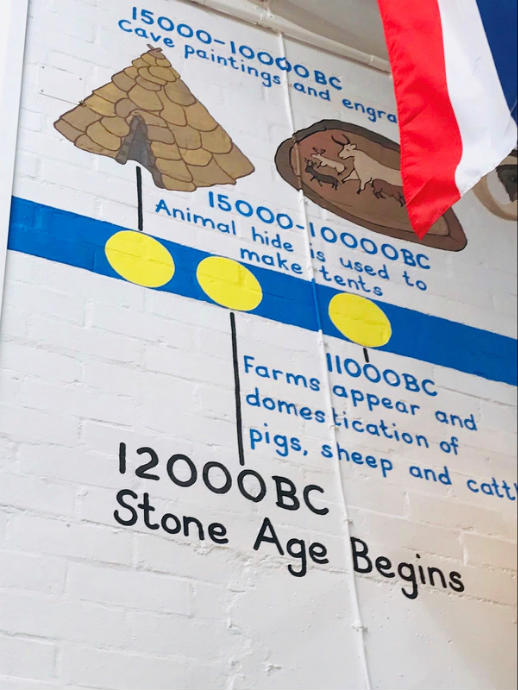 15000-10000BC
Cave paintings and
15000-10000BC
Animal hide is used to
make tents
11000BC
Farms appear and
domestication of
pigs, sheep and
12000BC
Stone Age Begins